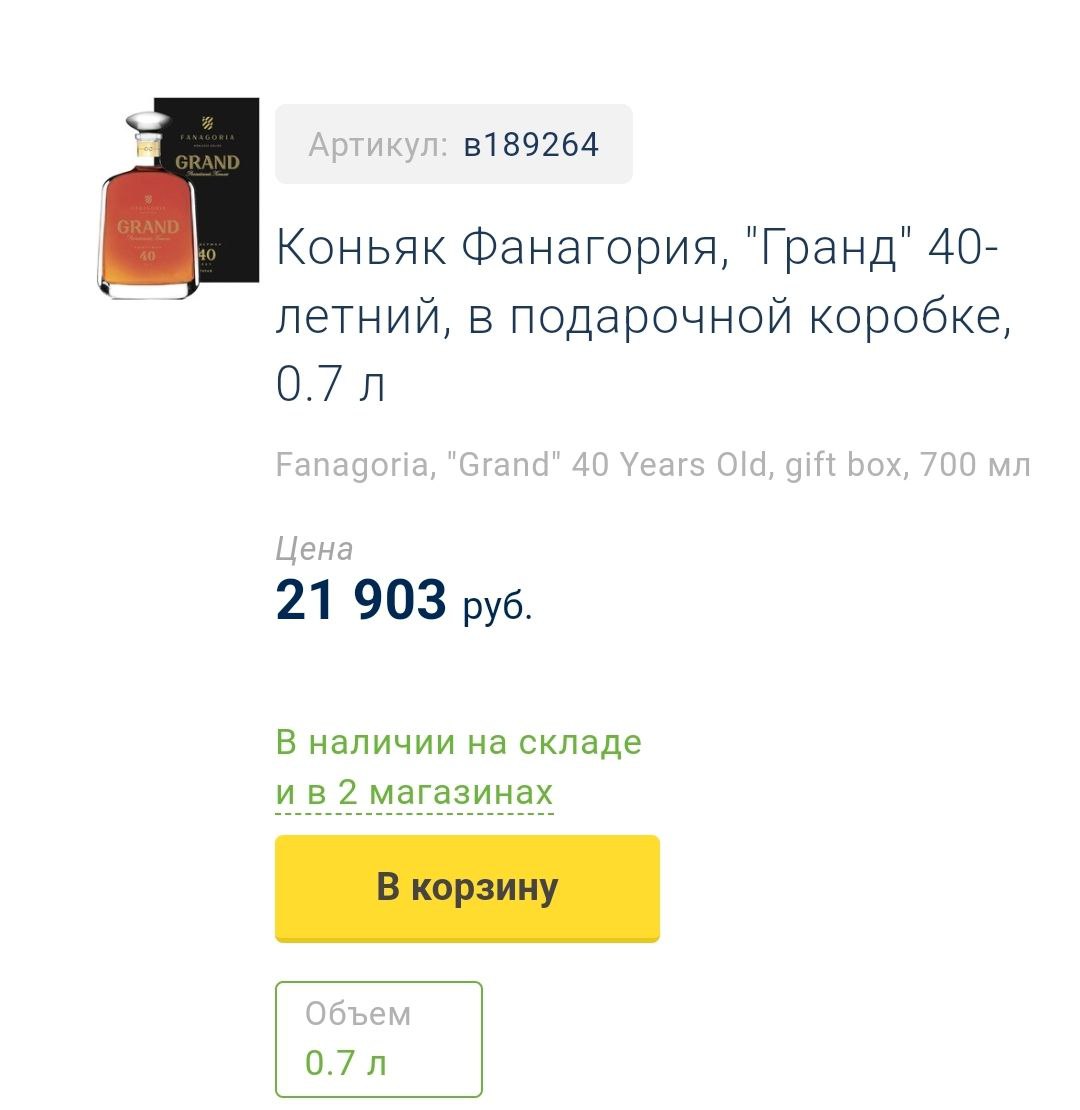 FANAGORIA
GRAND
40
GRAND
40
Артикул: в189264
Коньяк Фанагория, "Гранд" 40-
летний, в подарочной коробке,
0.7 л
Fanagoria, "Grand" 40 Years Old, gift box, 700 мл
Цена
21 903 руб.
В наличии на складе
и в 2 магазинах
В корзину
Объем
0.7 л